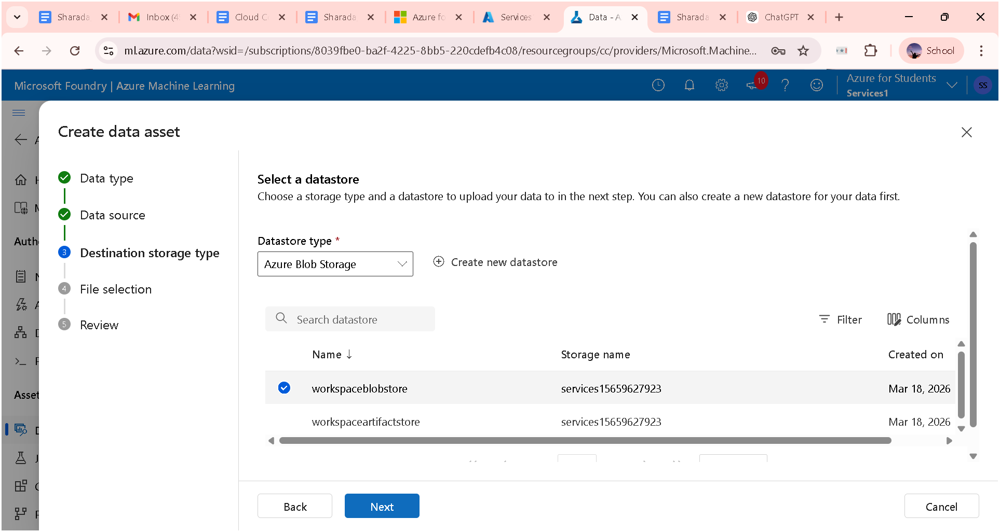 Sharada
Inbox (4
Cloud C
Sharada
Azure fo
Services
Data - A
Sharada
ChatGPT
ml.azure.com/data?wsid=/subscriptions/8039fbe0-ba2f-4225-8bb5-220cdefb4c08/resourcegroups/cc/providers/Microsoft.Machine...
School
Microsoft Foundry | Azure Machine Learning
10
Azure for Students
Services1
SS
Create data asset
Data type
Data source
3 Destination storage type
4 File selection
5 Review
Auth
Asset
Select a datastore
Choose a storage type and a datastore to upload your data to in the next step. You can also create a new datastore for your data first.
Datastore type *
Azure Blob Storage
Create new datastore
Search datastore
Filter
Columns
Name ↓ Storage name Created on
workspaceblobstore services15659627923 Mar 18, 2026
workspaceartifactstore services15659627923 Mar 18, 2026
Back
Next
Cancel